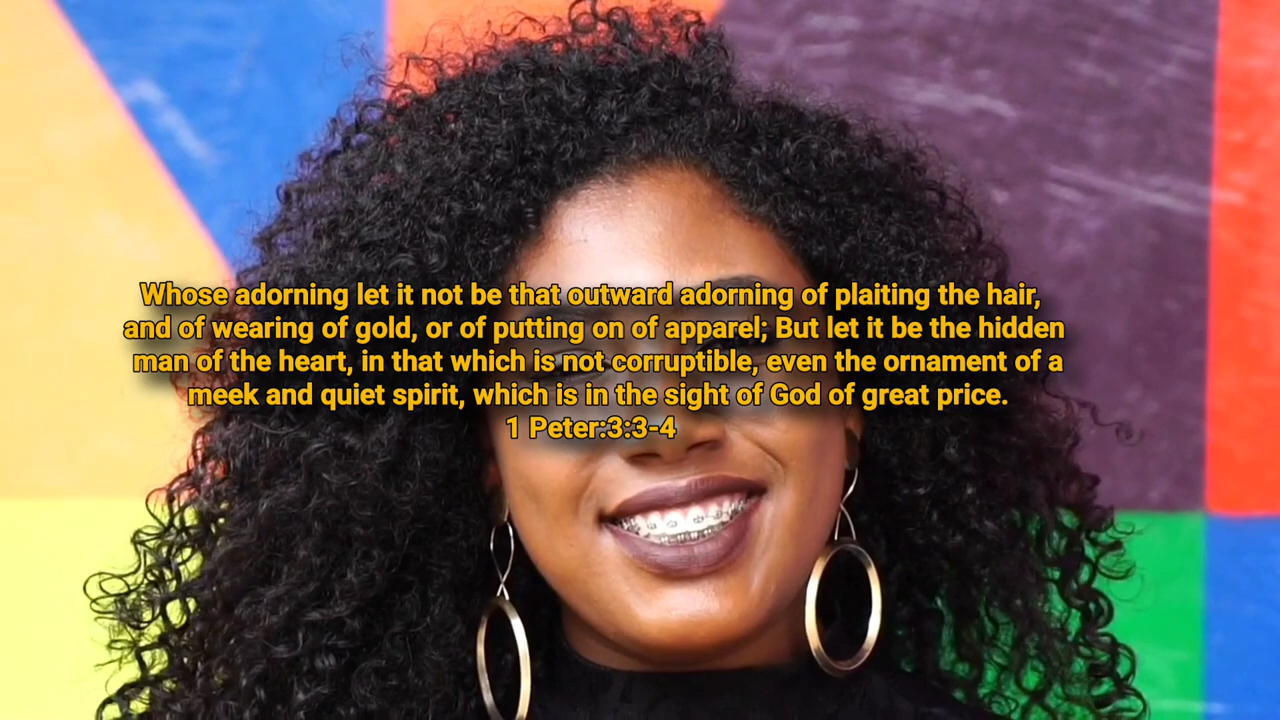 Whose adorning let it not be that outward adorning of plaiting the hair,
and of wearing of gold, or of putting on of apparel; But let it be the hidden
man of the heart, in that which is not corruptible, even the ornament of a
meek and quiet spirit, which is in the sight of God of great price.
1 Peter:3:3-4